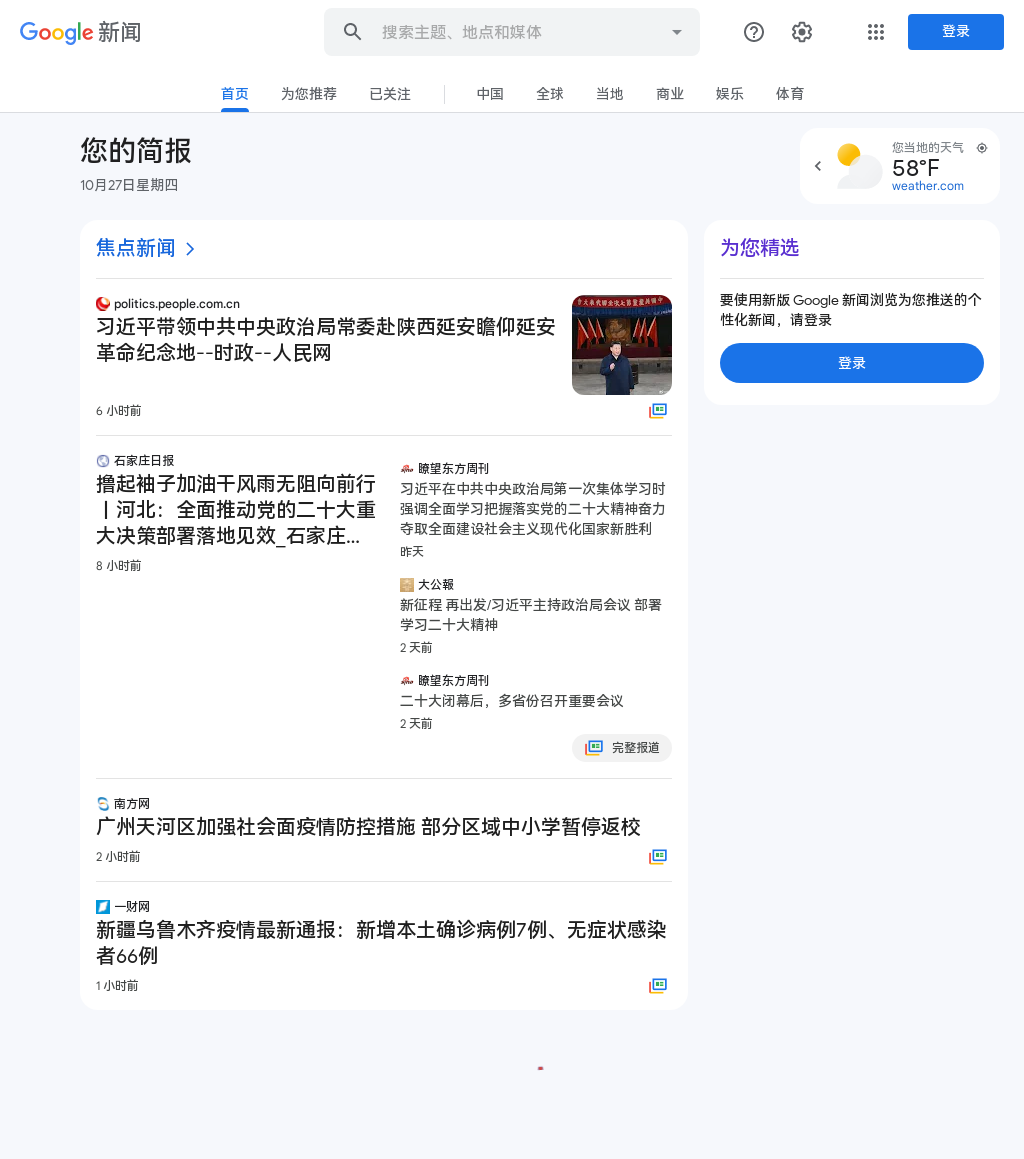 Google 新闻
搜索主题、地点和媒体
登录
首页 为您推荐 已关注 中国 全球 当地 商业 娱乐 体育
您的简报
10月27日星期四
您当地的天气
58°F
weather.com
焦点新闻
politics.people.com.cn
习近平带领中共中央政治局常委赴陕西延安瞻仰延安
革命纪念地--时政--人民网
6 小时前
石家庄日报
撸起袖子加油干风雨无阻向前行
丨河北：全面推动党的二十大重
大决策部署落地见效_石家庄...
8 小时前
瞭望东方周刊
习近平在中共中央政治局第一次集体学习时
强调全面学习把握落实党的二十大精神奋力
夺取全面建设社会主义现代化国家新胜利
昨天
大公報
新征程 再出发/习近平主持政治局会议 部署
学习二十大精神
2 天前
瞭望东方周刊
二十大闭幕后，多省份召开重要会议
2 天前
完整报道
南方网
广州天河区加强社会面疫情防控措施 部分区域中小学暂停返校
2 小时前
一财网
新疆乌鲁木齐疫情最新通报：新增本土确诊病例7例、无症状感染
者66例
1 小时前
为您精选
要使用新版 Google 新闻浏览为您推送的个
性化新闻，请登录
登录